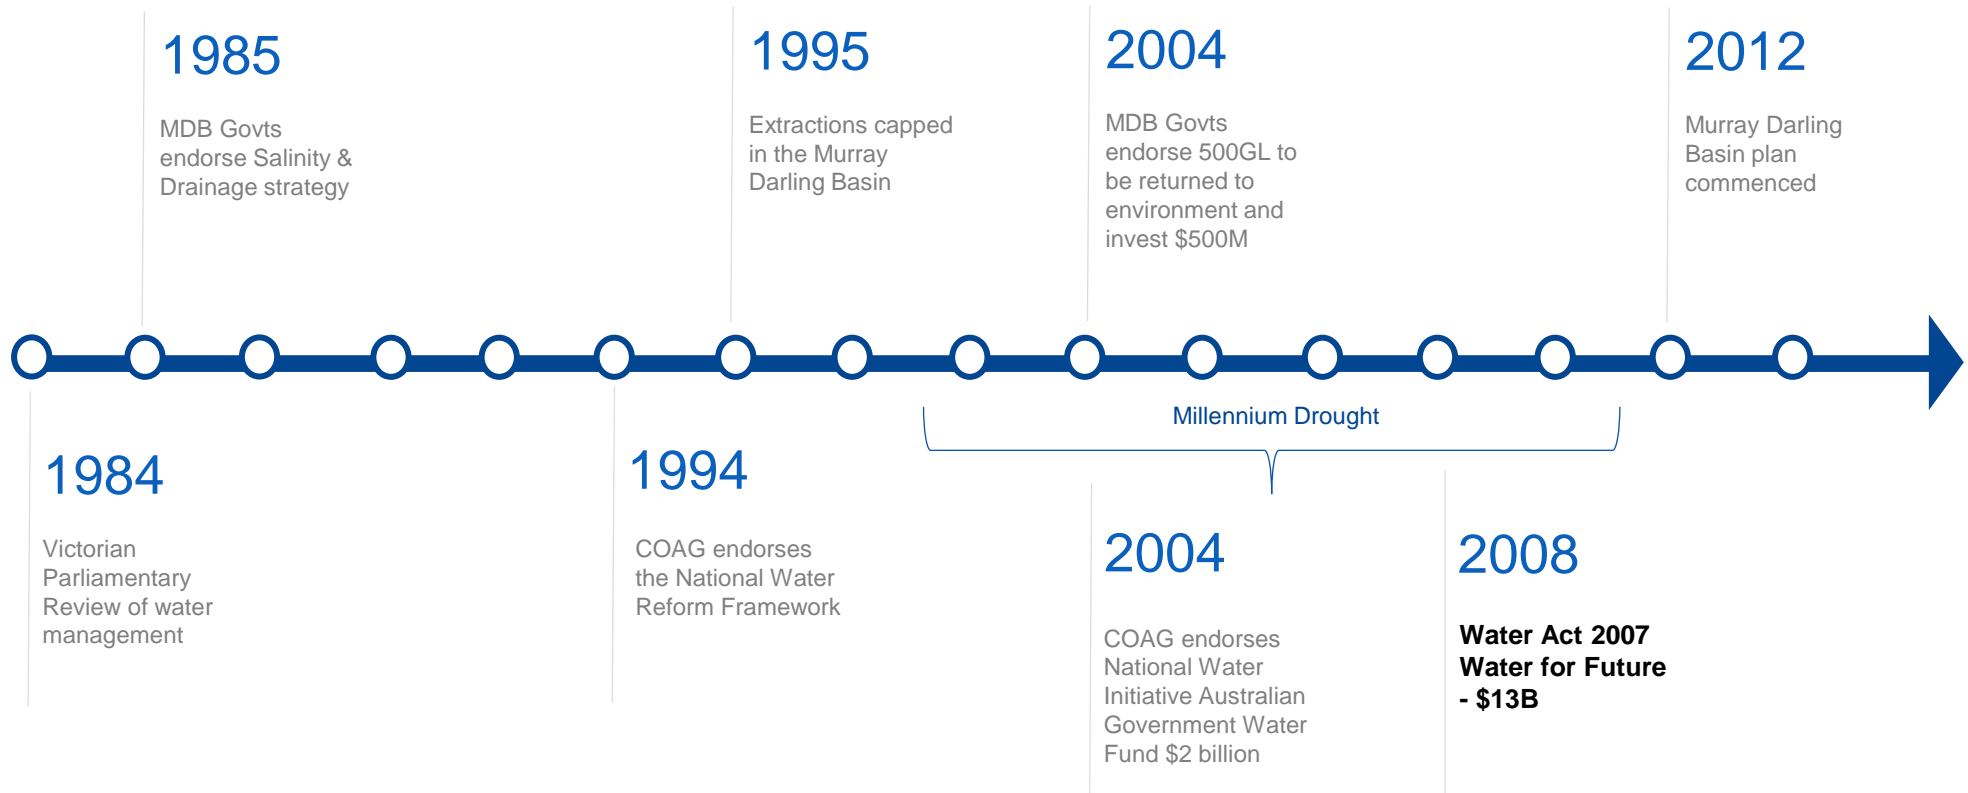 1985
MDB Govts
endorse Salinity &
Drainage strategy
1995
Extractions capped
in the Murray
Darling Basin
2004
MDB Govts
endorse 500GL to
be returned to
environment and
invest $500M
2012
Murray Darling
Basin plan
commenced
Millennium Drought
1984
Victorian
Parliamentary
Review of water
management
1994
COAG endorses
the National Water
Reform Framework
2004
COAG endorses
National Water
Initiative Australian
Government Water
Fund $2 billion
2008
Water Act 2007
Water for Future
- $13B